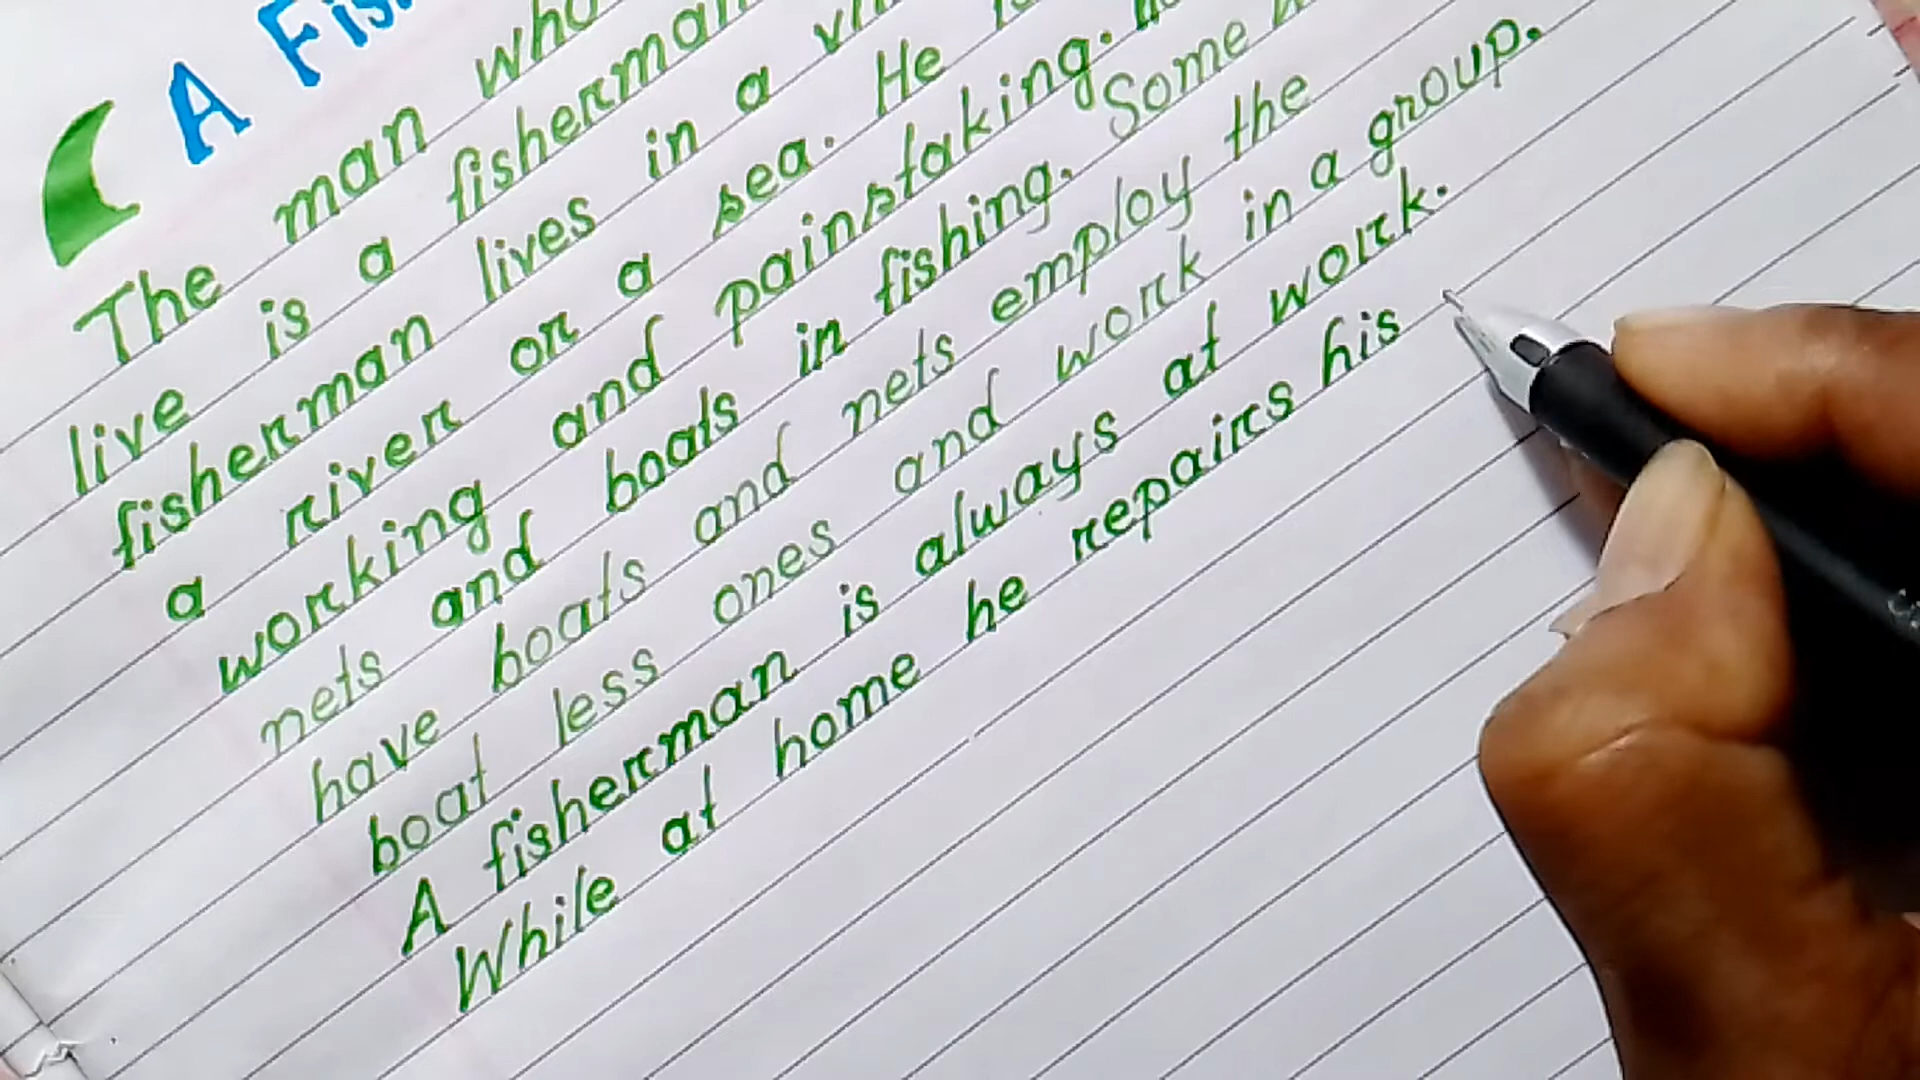 A Fis
The man who
live is a fisherman
fisherman lives in a
a river or a sea. He
working and painstaking.
nets and boats in fishing. Some
have boats and nets employ the
boat less ones and work in a group.
A fisherman is always at work.
While at home he repairs his